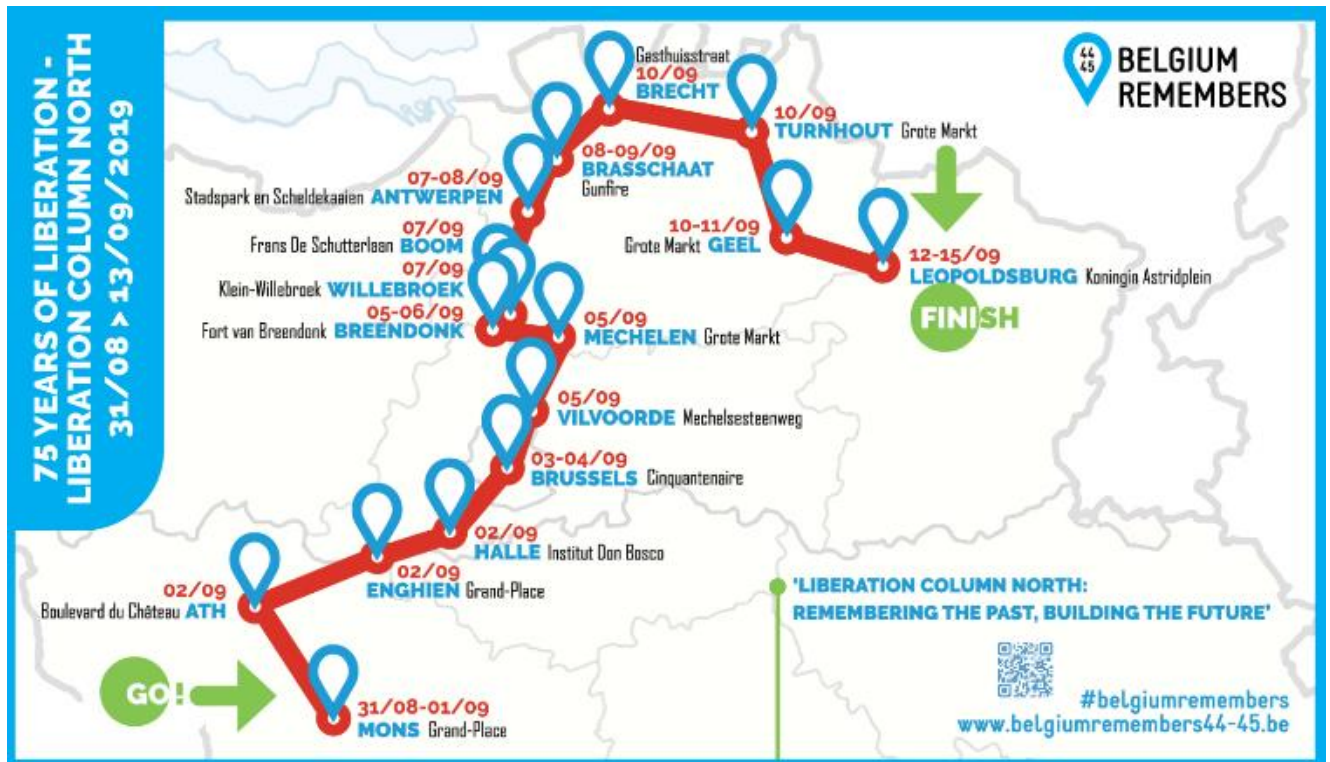 75 YEARS OF LIBERATION -
LIBERATION COLUMN NORTH
31/08 > 13/09/2019
44
45
BELGIUM
REMEMBERS
Gasthuisstraat
10/09
BRECHT
10/09
TURNHOUT Grote Markt
08-09/09
BRASSCHAAT
Gunfire
07-08/09
Stadspark en Scheldekaaien ANTWERPEN
07/09
Frans De Schutterlaan BOOM
07/09
Klein-Willebroek WILLEBROEK
05-06/09
Fort van Breendonk BREENDONK
10-11/09
Grote Markt GEEL
12-15/09
LEOPOLDSBURG Koningin Astridplein
FINISH
05/09
MECHELEN Grote Markt
05/09
VILVOORDE Mechelsesteenweg
03-04/09
BRUSSELS Cinquantenaire
02/09
HALLE Institut Don Bosco
02/09
ENGHIEN Grand-Place
02/09
Boulevard du Château ATH
GO!
31/08-01/09
MONS Grand-Place
'LIBERATION COLUMN NORTH:
REMEMBERING THE PAST, BUILDING THE FUTURE'
#belgiumremembers
www.belgiumremembers44-45.be